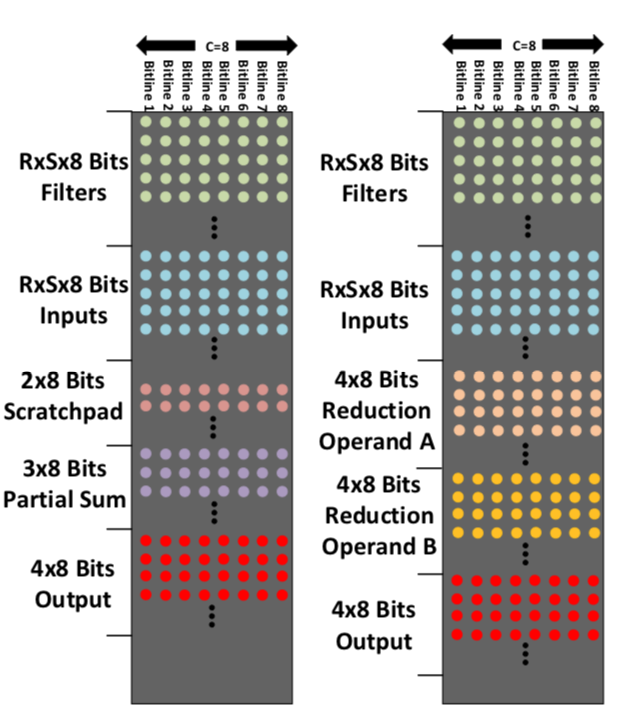 C=8
Bitline 1
Bitline 2
Bitline 3
Bitline 4
Bitline 5
Bitline 6
Bitline 7
Bitline 8
RxSx8 Bits
Filters
RxSx8 Bits
Inputs
2x8 Bits
Scratchpad
3x8 Bits
Partial Sum
4x8 Bits
Output
C=8
Bitline 1
Bitline 2
Bitline 3
Bitline 4
Bitline 5
Bitline 6
Bitline 7
Bitline 8
RxSx8 Bits
Filters
RxSx8 Bits
Inputs
4x8 Bits
Reduction
Operand A
4x8 Bits
Reduction
Operand B
4x8 Bits
Output